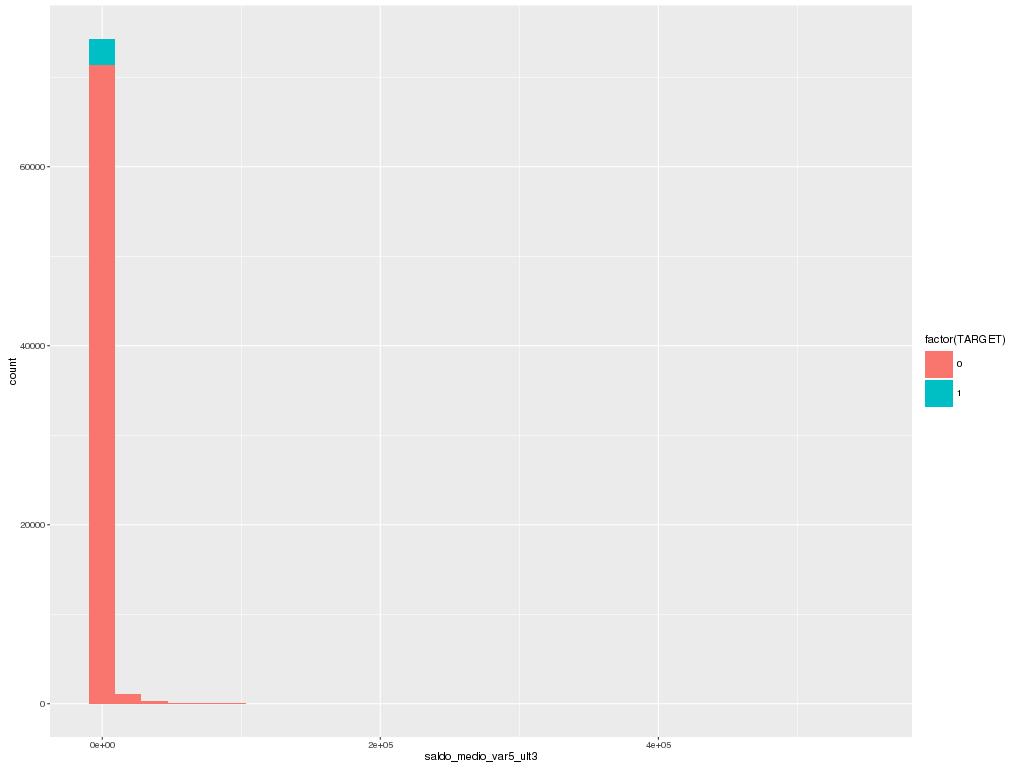 60000
40000
20000
0
count
0e+00
2e+05
4e+05
saldo_medio_var5_ult3
factor(TARGET)
0
1